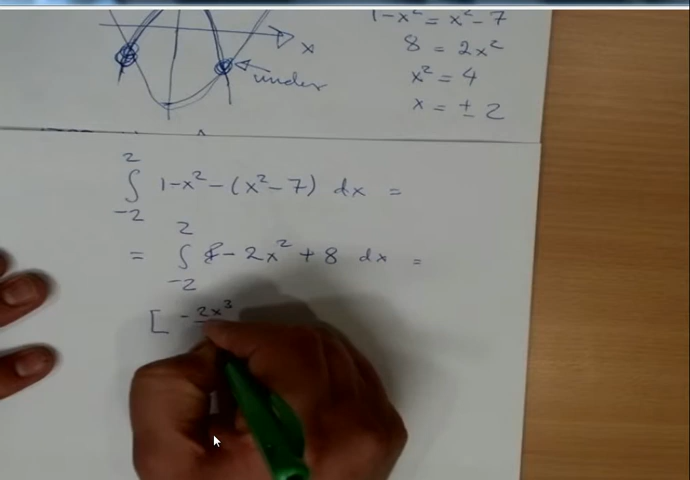 1-x² = x²-7
8 = 2x²
x
x² = 4
under
x = ± 2
2
∫ 1-x² - (x²-7) dx =
-2
2
= ∫ - 2x² + 8 dx =
-2
[ - 2x³